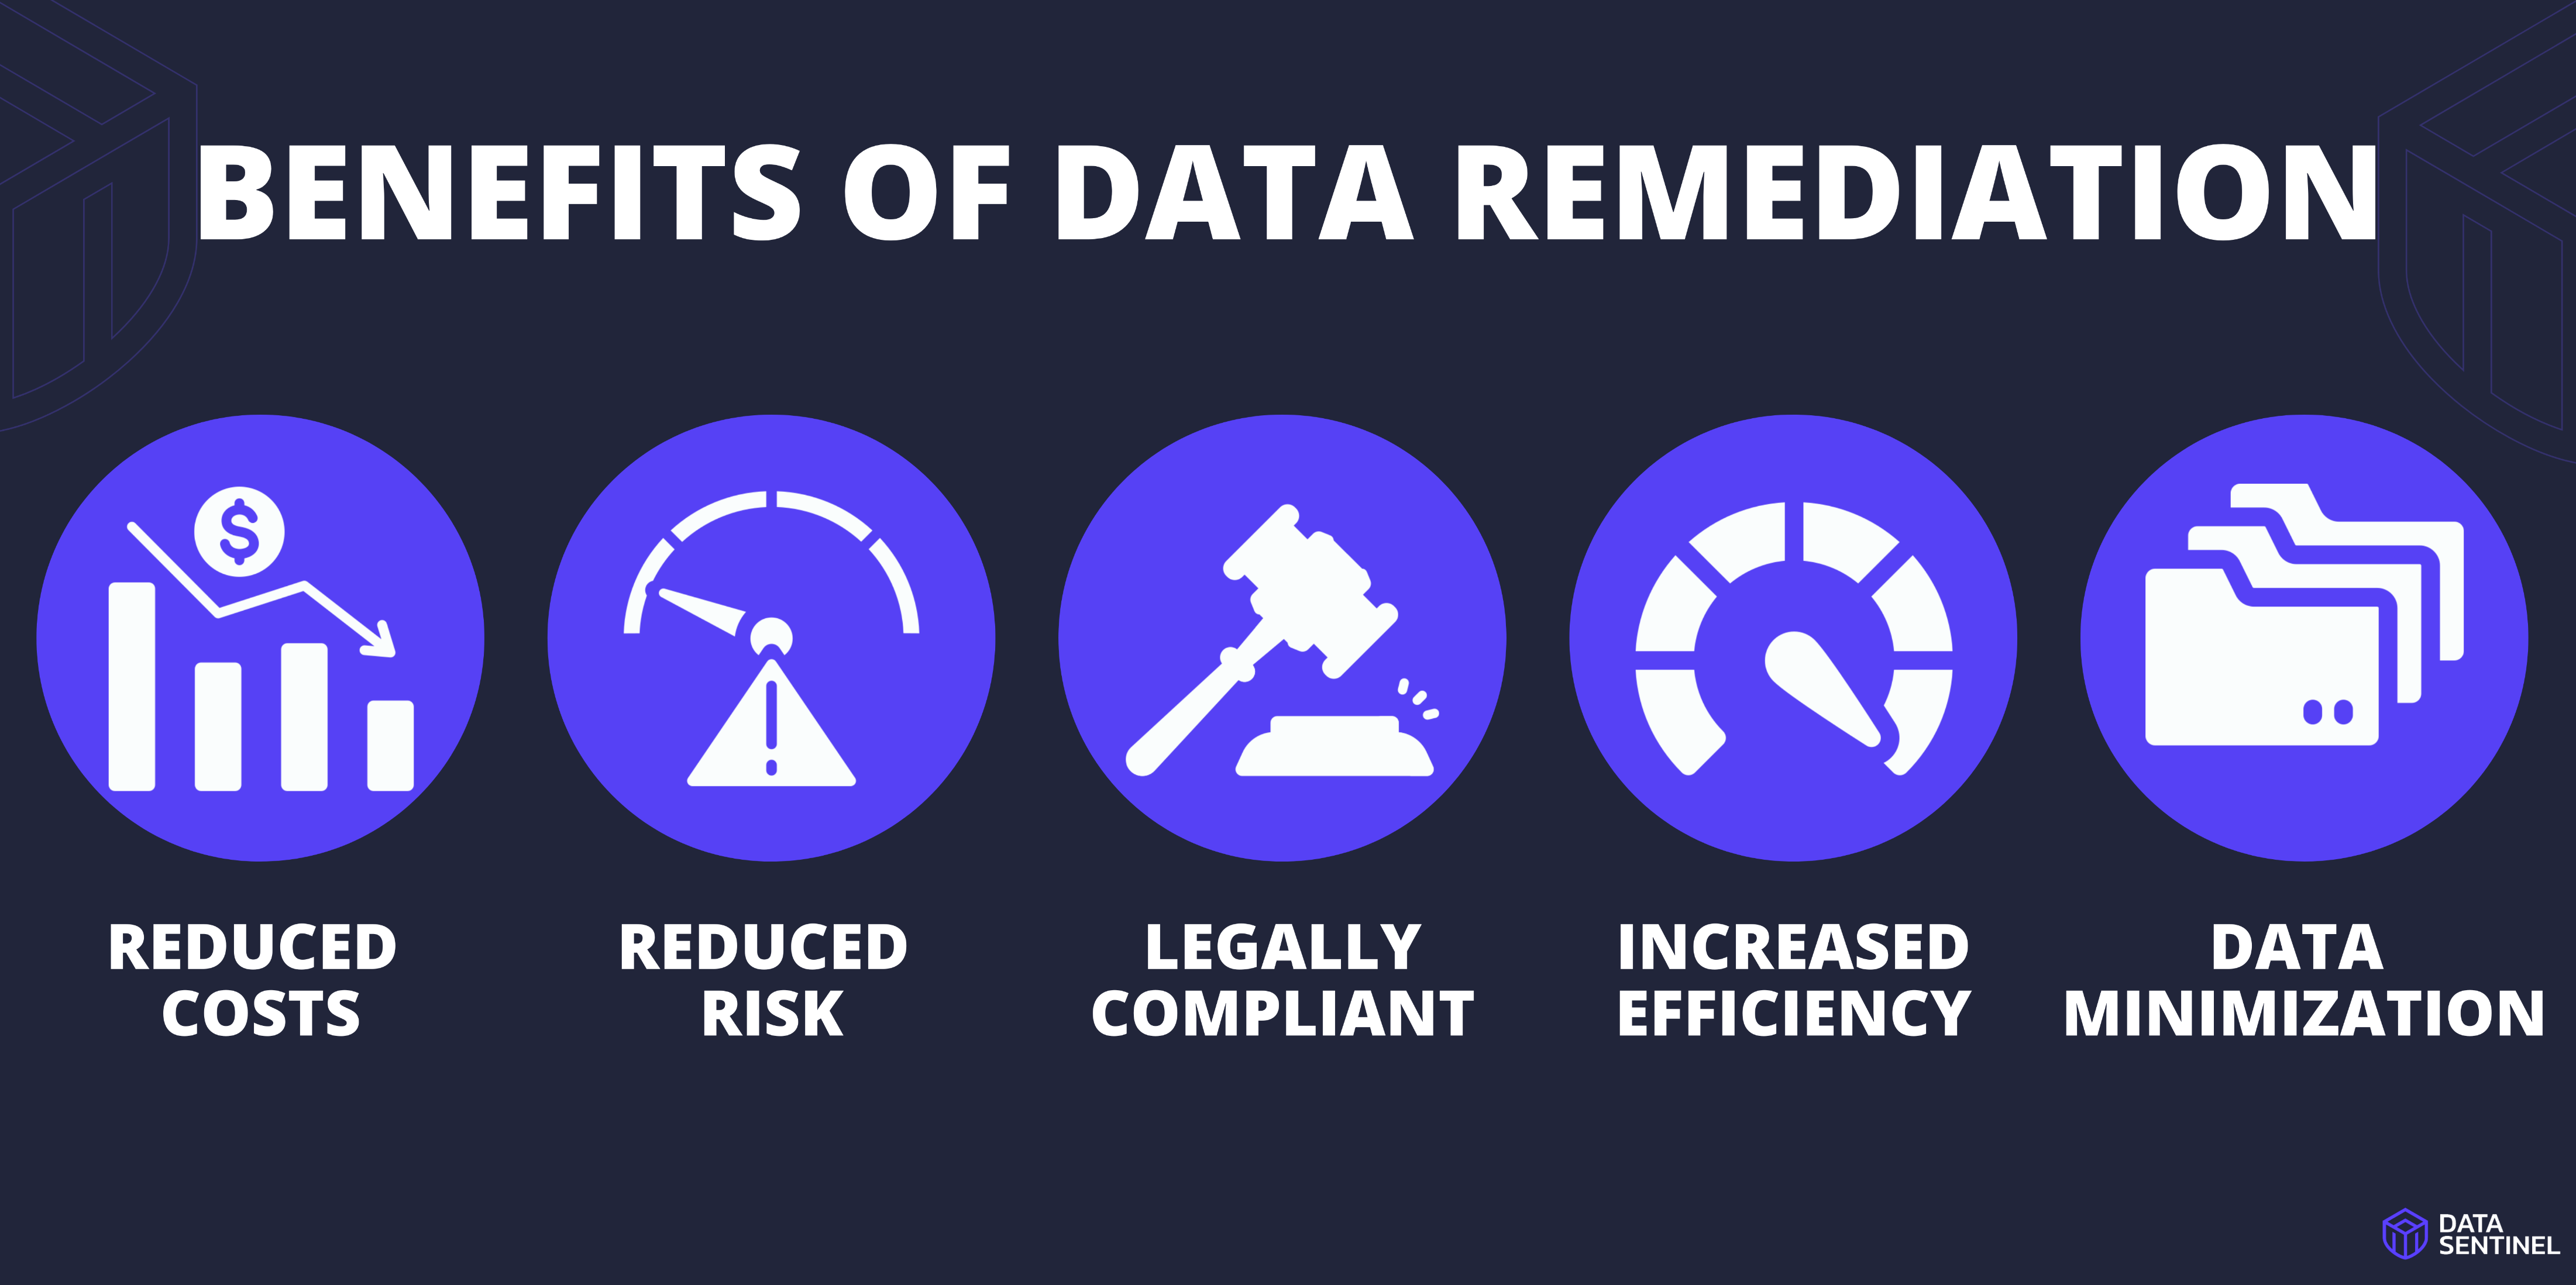 BENEFITS OF DATA REMEDIATION
$
REDUCED
COSTS
REDUCED
RISK
LEGALLY
COMPLIANT
INCREASED
EFFICIENCY
DATA
MINIMIZATION
DATA
SENTINEL